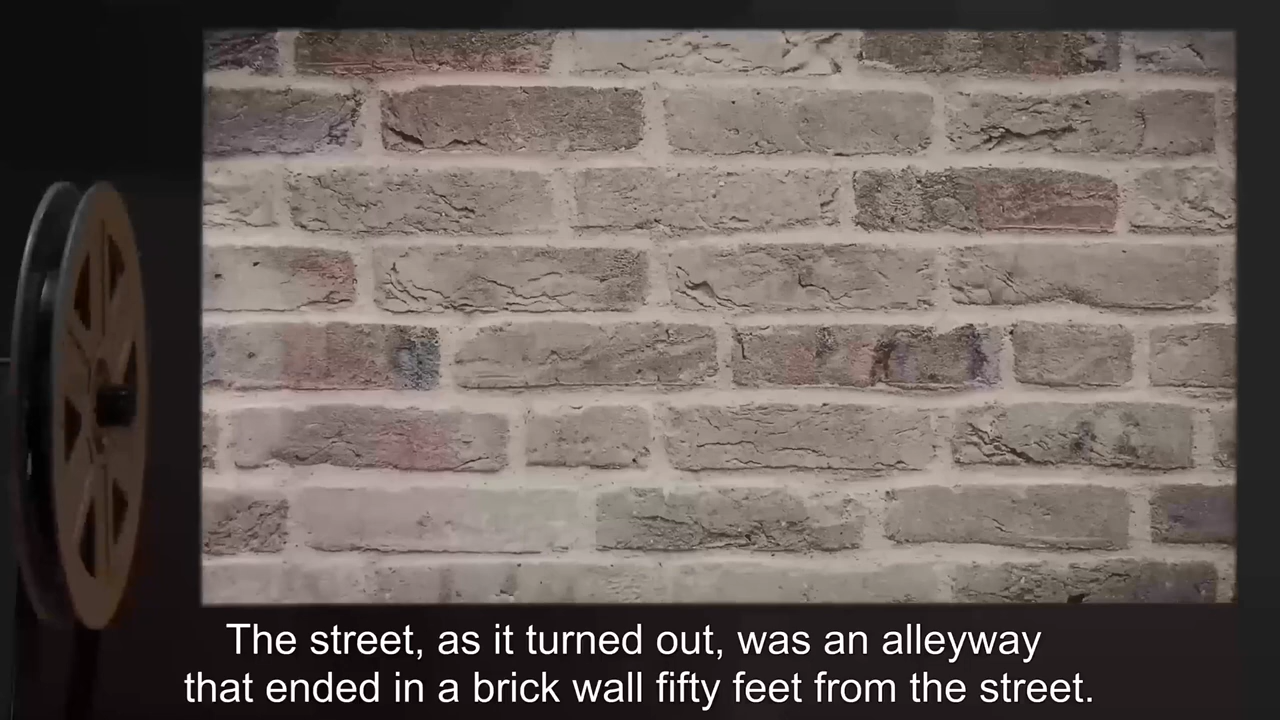 The street, as it turned out, was an alleyway
that ended in a brick wall fifty feet from the street.